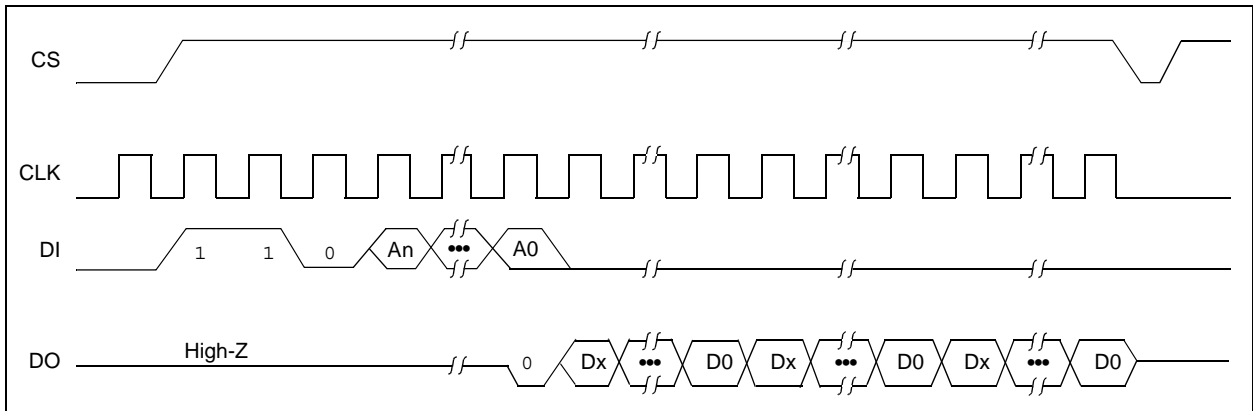 CS
CLK
DI 1 1 0 An ••• A0
DO High-Z 0 Dx ••• D0 Dx ••• D0 Dx ••• D0